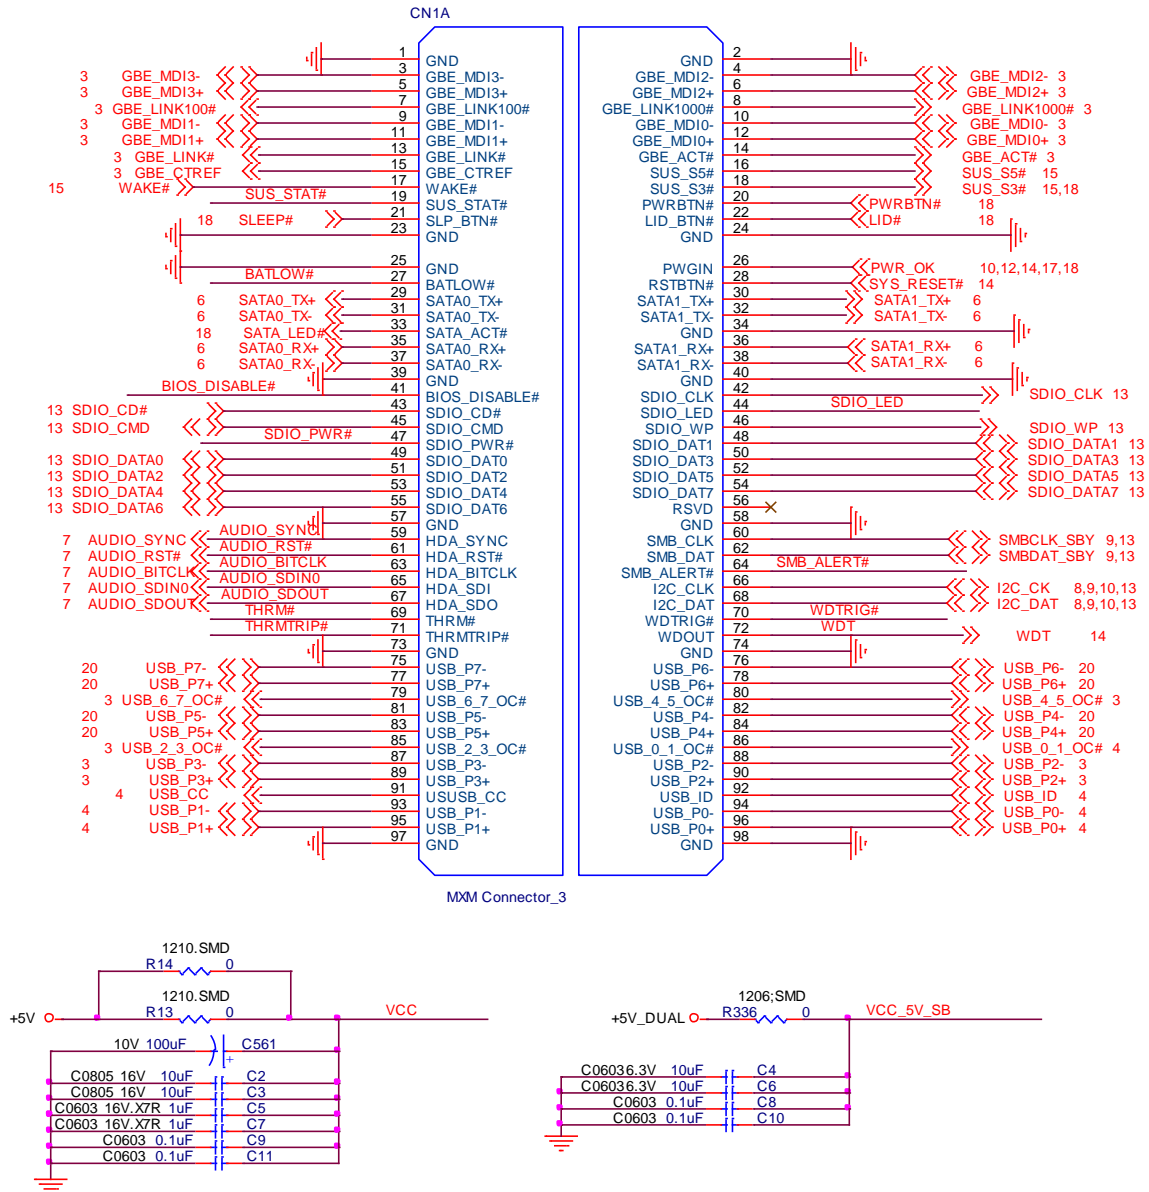 CN1A
1 GND GND 2
3 GBE_MDI3- 3 GBE_MDI3- GBE_MDI2- 4 GBE_MDI2- 3
3 GBE_MDI3+ 5 GBE_MDI3+ GBE_MDI2+ 6 GBE_MDI2+ 3
3 GBE_LINK100# 7 GBE_LINK100# GBE_LINK1000# 8 GBE_LINK1000# 3
3 GBE_MDI1- 9 GBE_MDI1- GBE_MDI0- 10 GBE_MDI0- 3
3 GBE_MDI1+ 11 GBE_MDI1+ GBE_MDI0+ 12 GBE_MDI0+ 3
3 GBE_LINK# 13 GBE_LINK# GBE_ACT# 14 GBE_ACT# 3
3 GBE_CTREF 15 GBE_CTREF SUS_S5# 16 SUS_S5# 15
15 WAKE# 17 WAKE# SUS_S3# 18 SUS_S3# 15,18
SUS_STAT# 19 SUS_STAT# PWRBTN# 20 PWRBTN# 18
18 SLEEP# 21 SLP_BTN# LID_BTN# 22 LID# 18
23 GND GND 24
25 GND PWGIN 26 PWR_OK 10,12,14,17,18
BATLOW# 27 BATLOW# RSTBTN# 28 SYS_RESET# 14
6 SATA0_TX+ 29 SATA0_TX+ SATA1_TX+ 30 SATA1_TX+ 6
6 SATA0_TX- 31 SATA0_TX- SATA1_TX- 32 SATA1_TX- 6
18 SATA_LED# 33 SATA_ACT# GND 34
6 SATA0_RX+ 35 SATA0_RX+ SATA1_RX+ 36 SATA1_RX+ 6
6 SATA0_RX- 37 SATA0_RX- SATA1_RX- 38 SATA1_RX- 6
39 GND GND 40
BIOS_DISABLE# 41 BIOS_DISABLE# SDIO_CLK 42 SDIO_CLK 13
13 SDIO_CD# 43 SDIO_CD# SDIO_LED 44 SDIO_LED
13 SDIO_CMD 45 SDIO_CMD SDIO_WP 46 SDIO_WP 13
SDIO_PWR# 47 SDIO_PWR# SDIO_DAT1 48 SDIO_DATA1 13
13 SDIO_DATA0 49 SDIO_DAT0 SDIO_DAT3 50 SDIO_DATA3 13
13 SDIO_DATA2 51 SDIO_DAT2 SDIO_DAT5 52 SDIO_DATA5 13
13 SDIO_DATA4 53 SDIO_DAT4 SDIO_DAT7 54 SDIO_DATA7 13
13 SDIO_DATA6 55 SDIO_DAT6 RSVD 56
57 GND GND 58
7 AUDIO_SYNC AUDIO_SYNC 59 HDA_SYNC SMB_CLK 60 SMBCLK_SBY 9,13
7 AUDIO_RST# AUDIO_RST# 61 HDA_RST# SMB_DAT 62 SMBDAT_SBY 9,13
7 AUDIO_BITCLK AUDIO_BITCLK 63 HDA_BITCLK SMB_ALERT# 64 SMB_ALERT#
7 AUDIO_SDIN0 AUDIO_SDIN0 65 HDA_SDI I2C_CLK 66 I2C_CK 8,9,10,13
7 AUDIO_SDOUT AUDIO_SDOUT 67 HDA_SDO I2C_DAT 68 I2C_DAT 8,9,10,13
THRM# 69 THRM# WDTRIG# 70 WDTRIG#
THRMTRIP# 71 THRMTRIP# WDOUT 72 WDT WDT 14
73 GND GND 74
20 USB_P7- 75 USB_P7- USB_P6- 76 USB_P6- 20
20 USB_P7+ 77 USB_P7+ USB_P6+ 78 USB_P6+ 20
3 USB_6_7_OC# 79 USB_6_7_OC# USB_4_5_OC# 80 USB_4_5_OC# 3
20 USB_P5- 81 USB_P5- USB_P4- 82 USB_P4- 20
20 USB_P5+ 83 USB_P5+ USB_P4+ 84 USB_P4+ 20
3 USB_2_3_OC# 85 USB_2_3_OC# USB_0_1_OC# 86 USB_0_1_OC# 4
3 USB_P3- 87 USB_P3- USB_P2- 88 USB_P2- 3
3 USB_P3+ 89 USB_P3+ USB_P2+ 90 USB_P2+ 3
4 USB_CC 91 USUSB_CC USB_ID 92 USB_ID 4
4 USB_P1- 93 USB_P1- USB_P0- 94 USB_P0- 4
4 USB_P1+ 95 USB_P1+ USB_P0+ 96 USB_P0+ 4
97 GND GND 98
MXM Connector_3
1210.SMD
R14 0
1210.SMD
+5V R13 0 VCC
10V 100uF C561
+
C0805 16V 10uF C2
C0805 16V 10uF C3
C0603 16V.X7R 1uF C5
C0603 16V.X7R 1uF C7
C0603 0.1uF C9
C0603 0.1uF C11
1206;SMD
+5V_DUAL R336 0 VCC_5V_SB
C06036.3V 10uF C4
C06036.3V 10uF C6
C0603 0.1uF C8
C0603 0.1uF C10